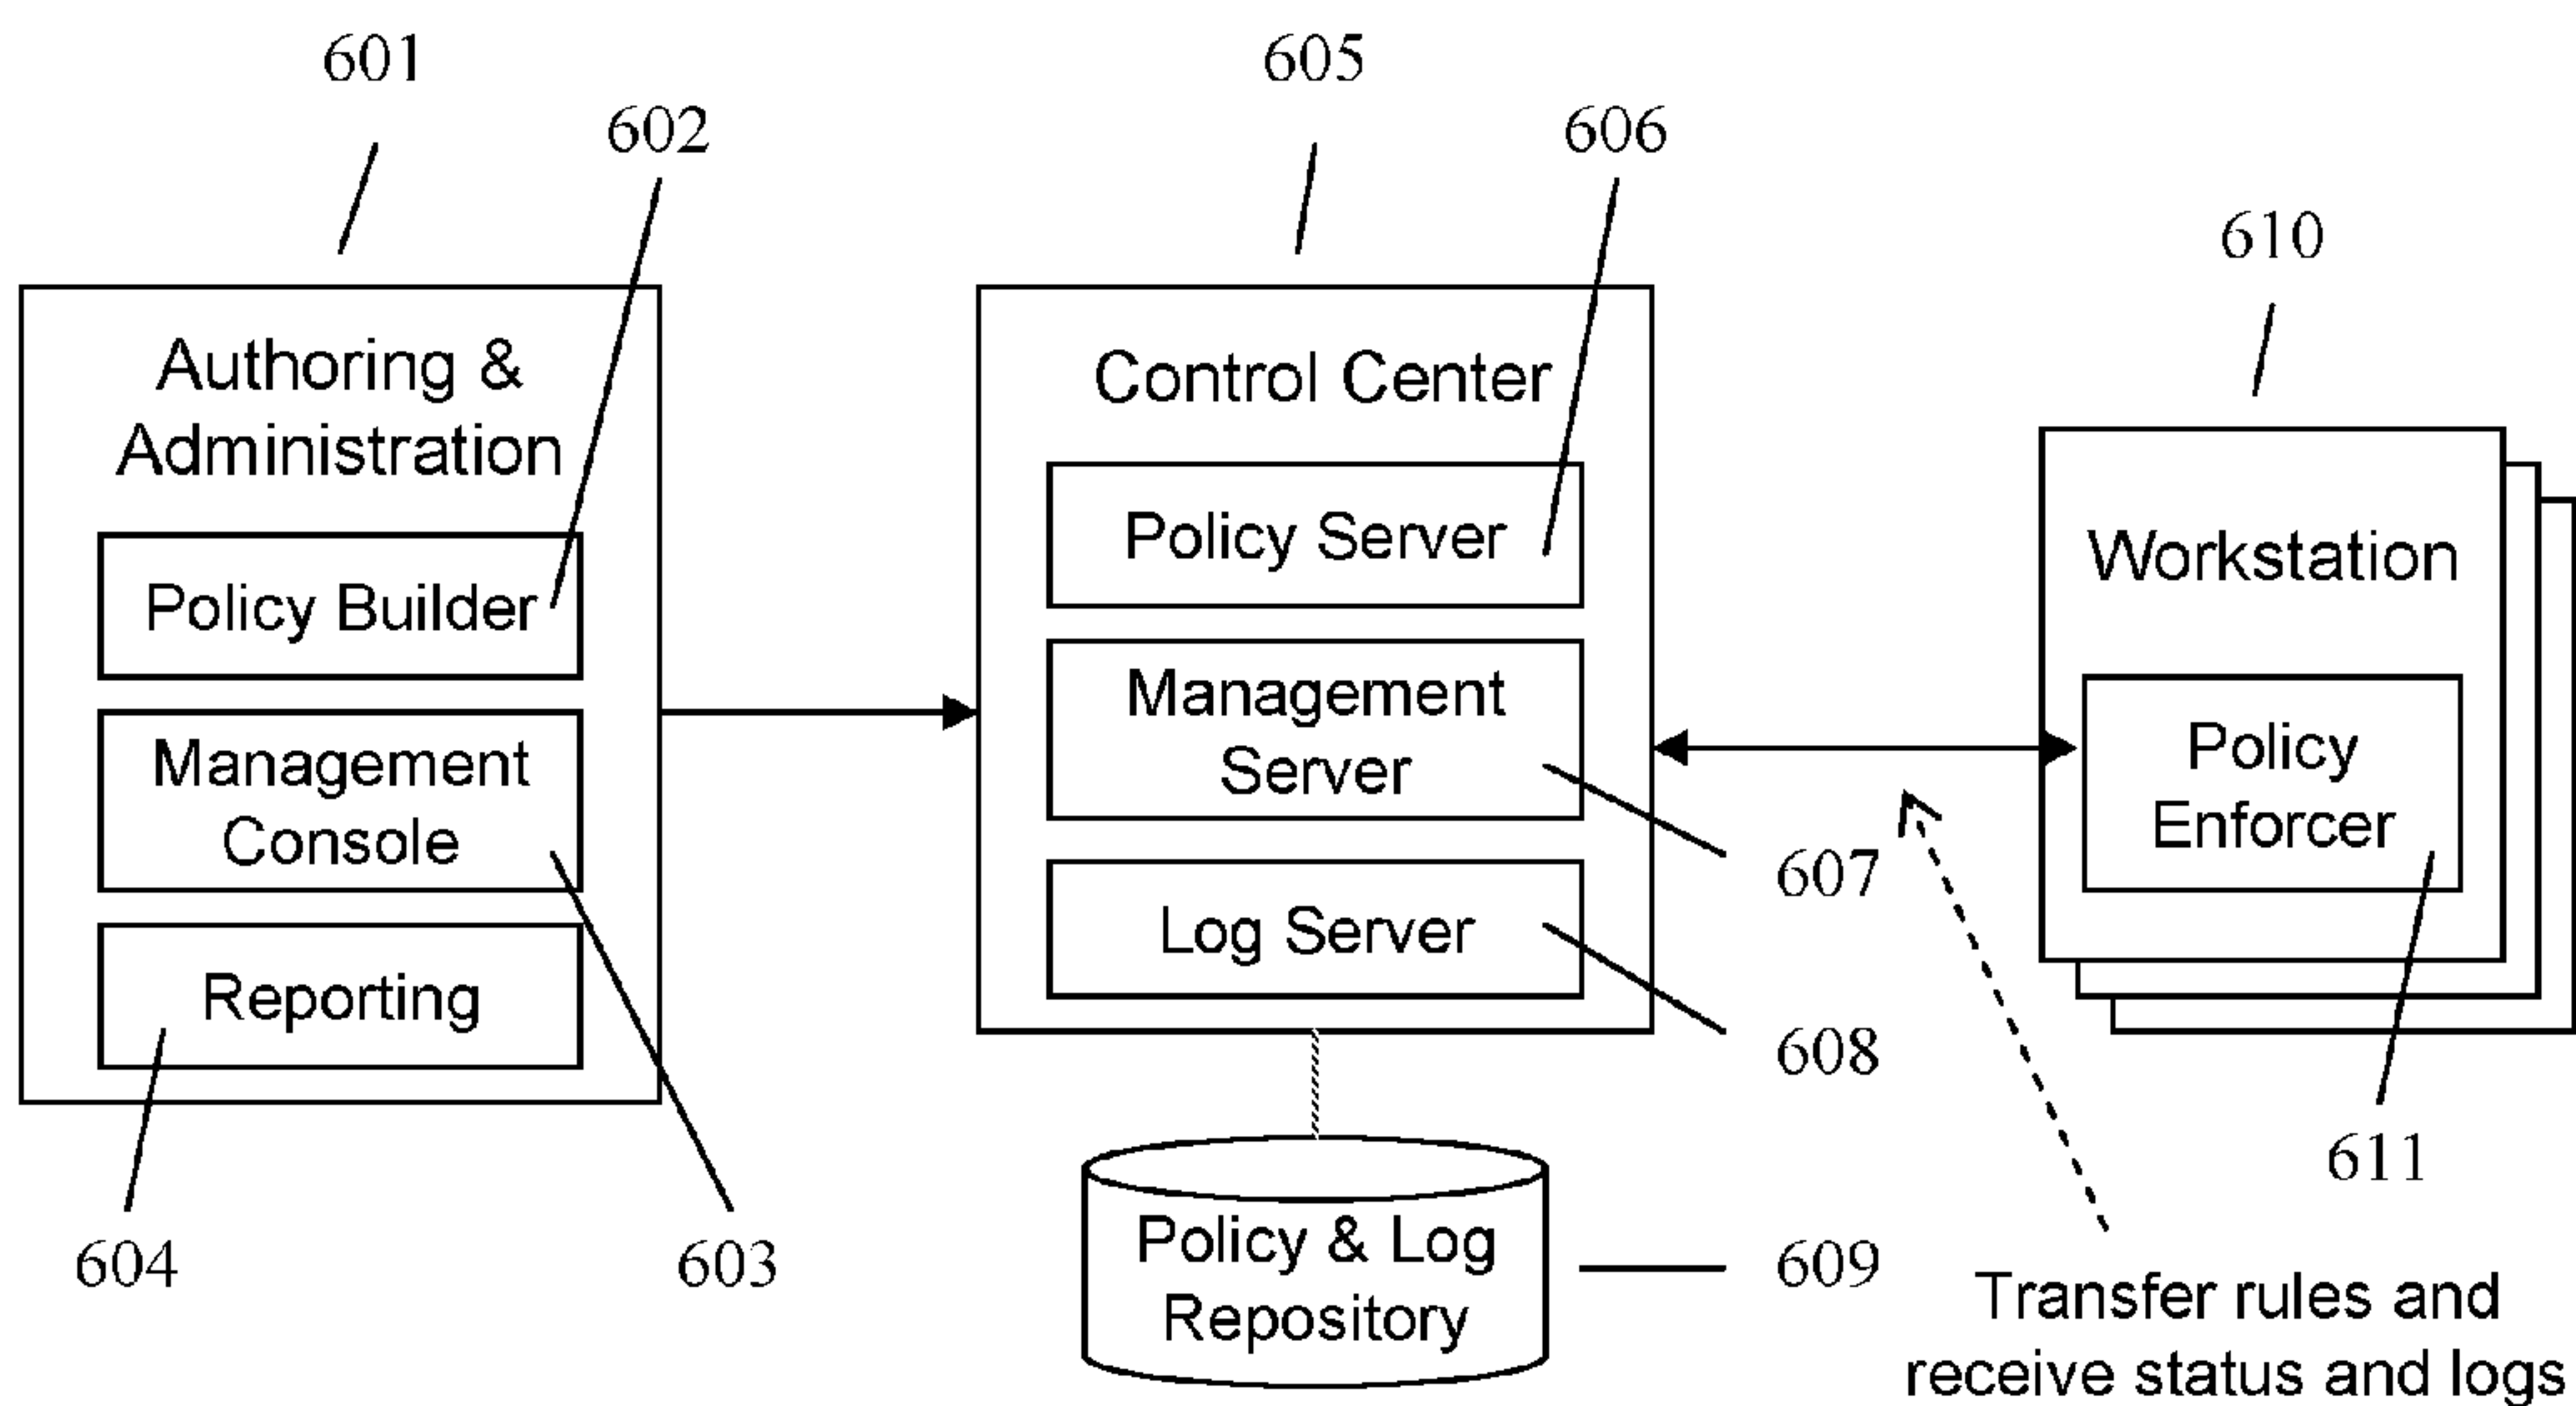 601
602
605
606
610
Authoring &
Administration
Policy Builder
Management
Console
Reporting
604
603
Control Center
Policy Server
Management
Server
Log Server
607
608
Policy & Log
Repository
609
Workstation
Policy
Enforcer
611
Transfer rules and
receive status and logs